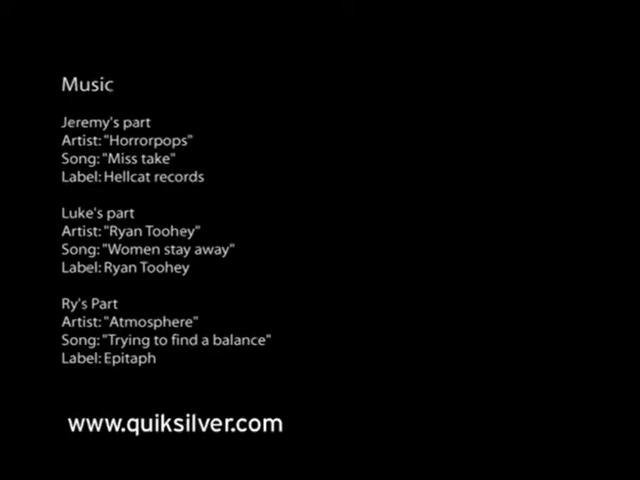 Music
Jeremy's part
Artist: "Horrorpops"
Song: "Miss take"
Label: Hellcat records
Luke's part
Artist: "Ryan Toohey"
Song: "Women stay away"
Label: Ryan Toohey
Ry's Part
Artist: "Atmosphere"
Song: "Trying to find a balance"
Label: Epitaph
www.quiksilver.com